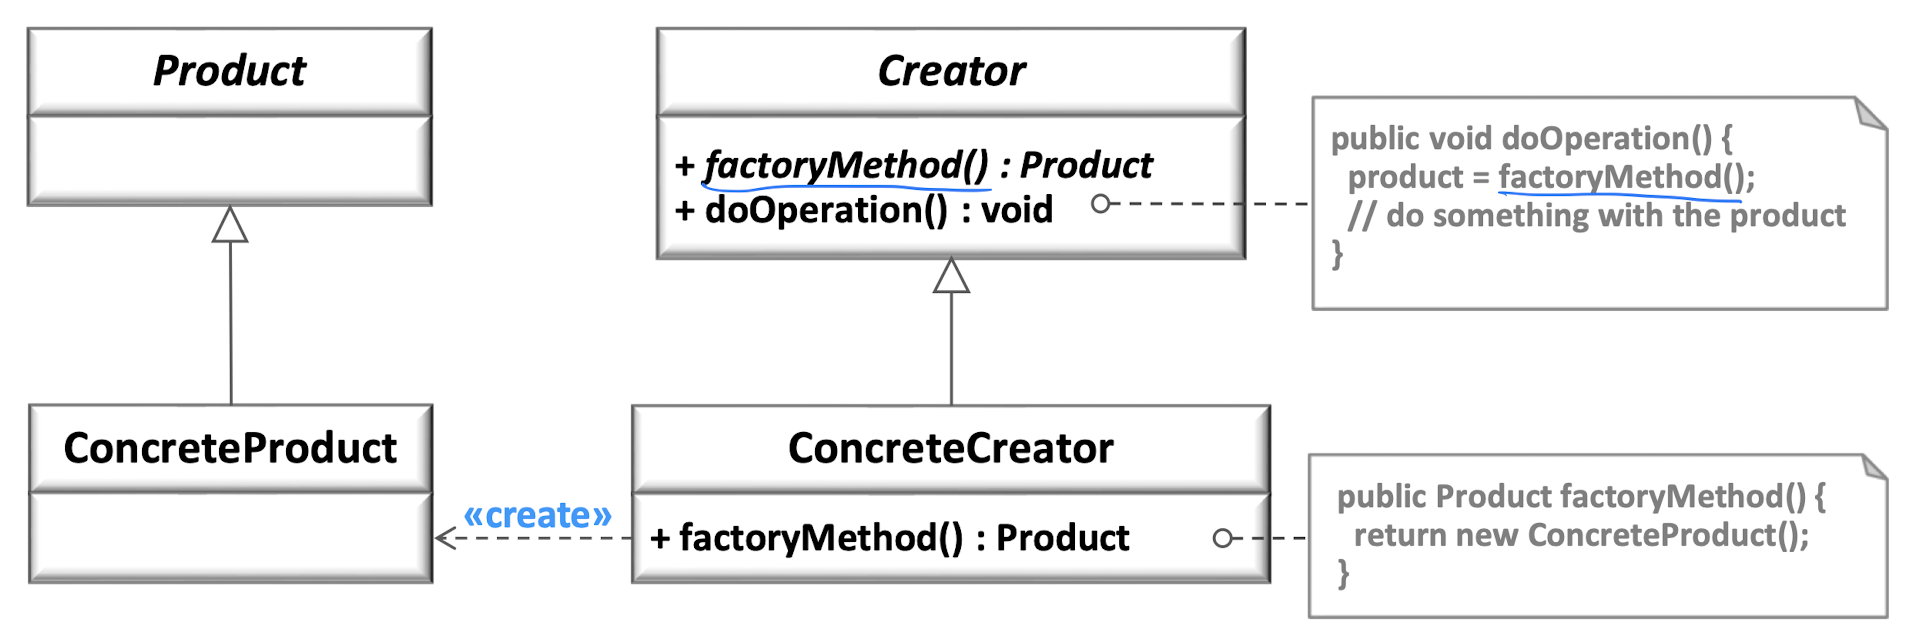 Product
Creator
+ factoryMethod() : Product
+ doOperation() : void
public void doOperation() {
product = factoryMethod();
// do something with the product
}
ConcreteProduct
«create»
ConcreteCreator
+ factoryMethod() : Product
public Product factoryMethod() {
return new ConcreteProduct();
}